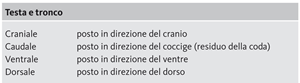 Testa e tronco
Craniale posto in direzione del cranio
Caudale posto in direzione del coccige (residuo della coda)
Ventrale posto in direzione del ventre
Dorsale posto in direzione del dorso